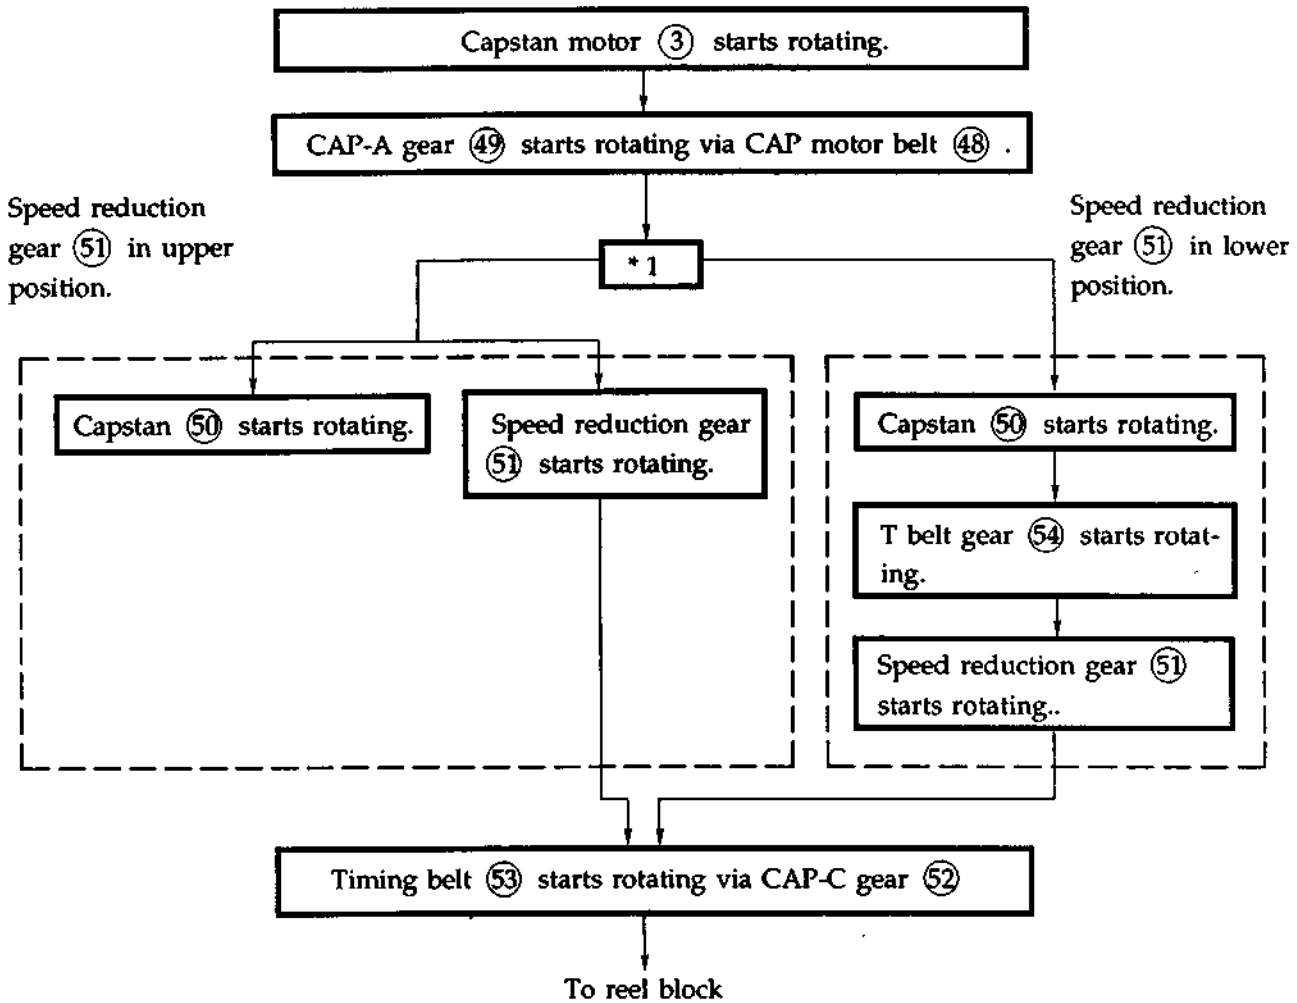 Capstan motor ③ starts rotating.
CAP-A gear ㊾ starts rotating via CAP motor belt ㊽ .
Speed reduction
gear 51 in upper
position.
* 1
Speed reduction
gear 51 in lower
position.
Capstan ㊿ starts rotating.
Speed reduction gear
51 starts rotating.
Capstan ㊿ starts rotating.
T belt gear 54 starts rotat-
ing.
Speed reduction gear 51
starts rotating..
Timing belt 53 starts rotating via CAP-C gear 52
To reel block